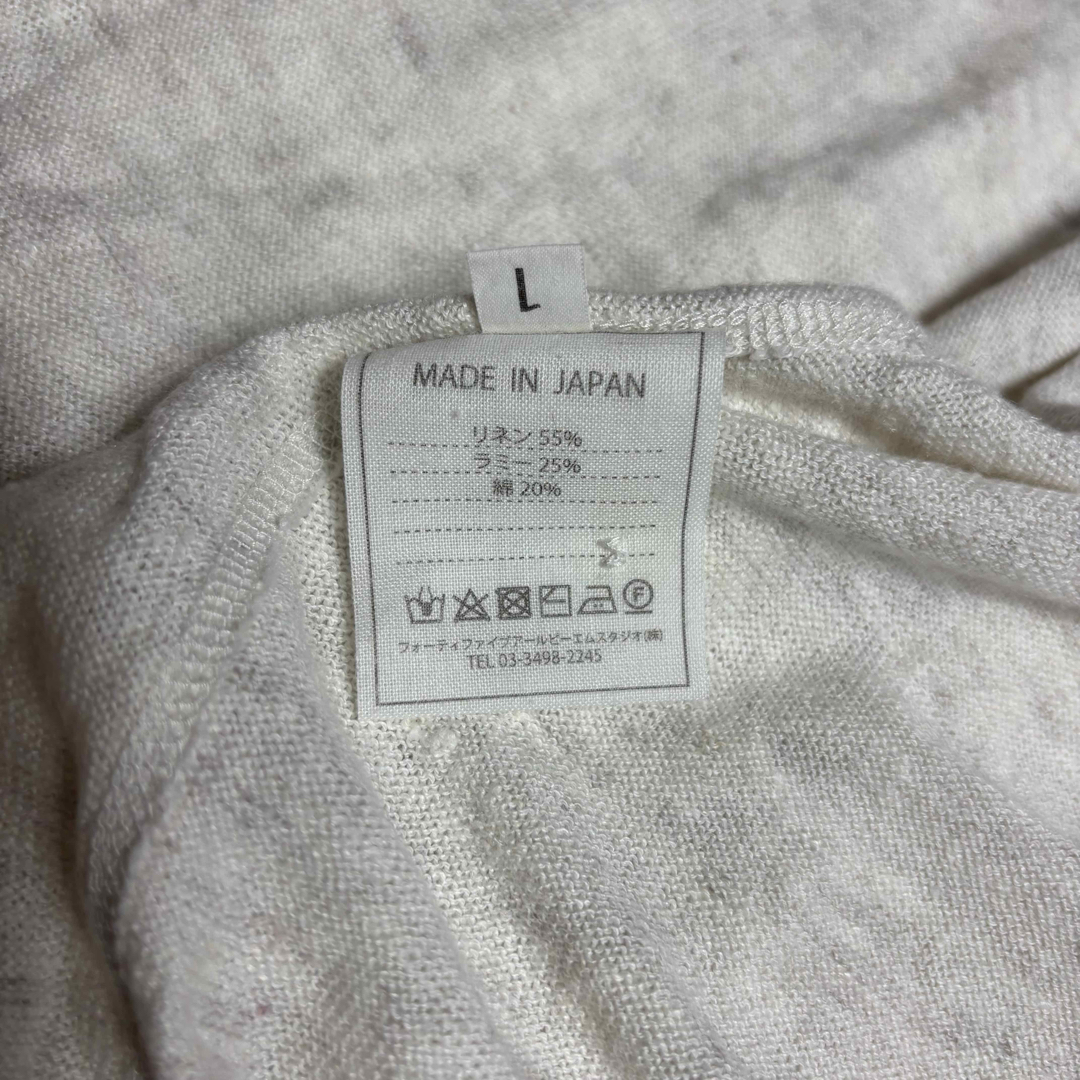 L
MADE IN JAPAN
リネン 55%
ラミー 25%
綿 20%
F
フォーティファイブアールピーエムスタジオ(株)
TEL 03-3498-2245